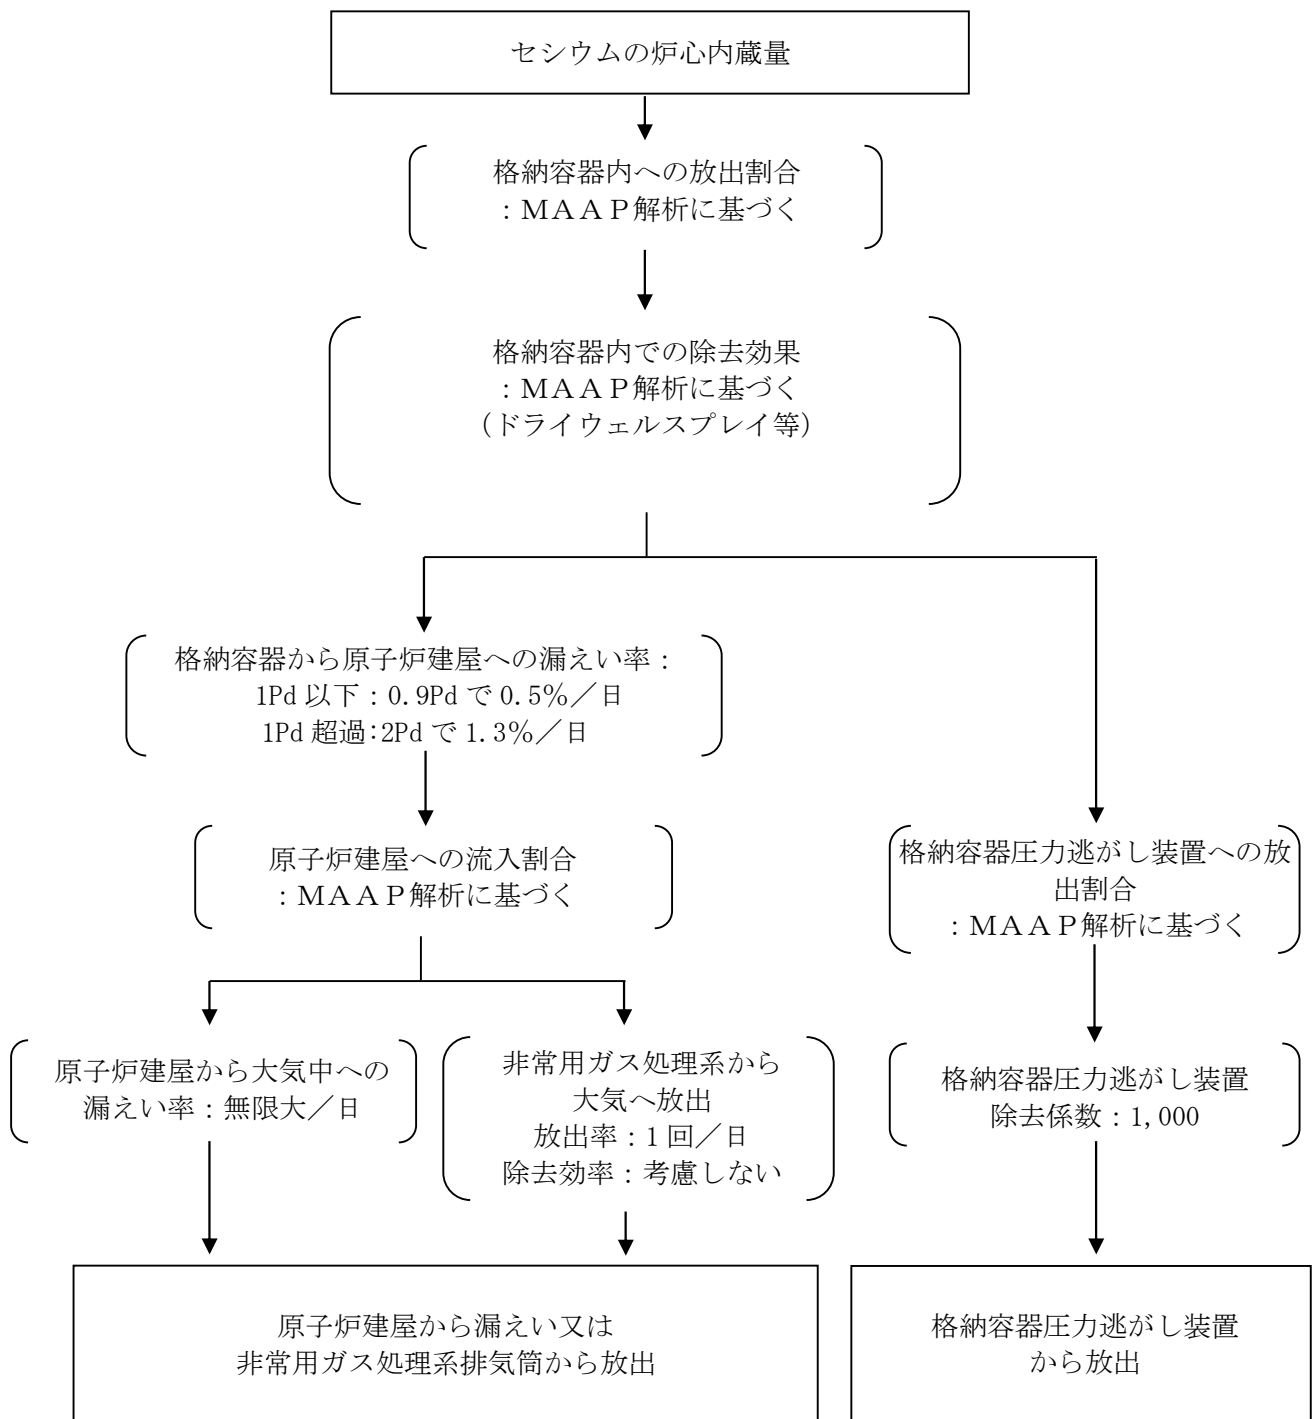 セシウムの炉心内蔵量
格納容器内への放出割合
：ＭＡＡＰ解析に基づく
格納容器内での除去効果
：ＭＡＡＰ解析に基づく
（ドライウェルスプレイ等）
格納容器から原子炉建屋への漏えい率：
1Pd 以下：0.9Pd で 0.5％／日
1Pd 超過：2Pd で 1.3％／日
原子炉建屋への流入割合
：ＭＡＡＰ解析に基づく
格納容器圧力逃がし装置への放
出割合
：ＭＡＡＰ解析に基づく
原子炉建屋から大気中への
漏えい率：無限大／日
非常用ガス処理系から
大気へ放出
放出率：1 回／日
除去効率：考慮しない
格納容器圧力逃がし装置
除去係数：1,000
原子炉建屋から漏えい又は
非常用ガス処理系排気筒から放出
格納容器圧力逃がし装置
から放出